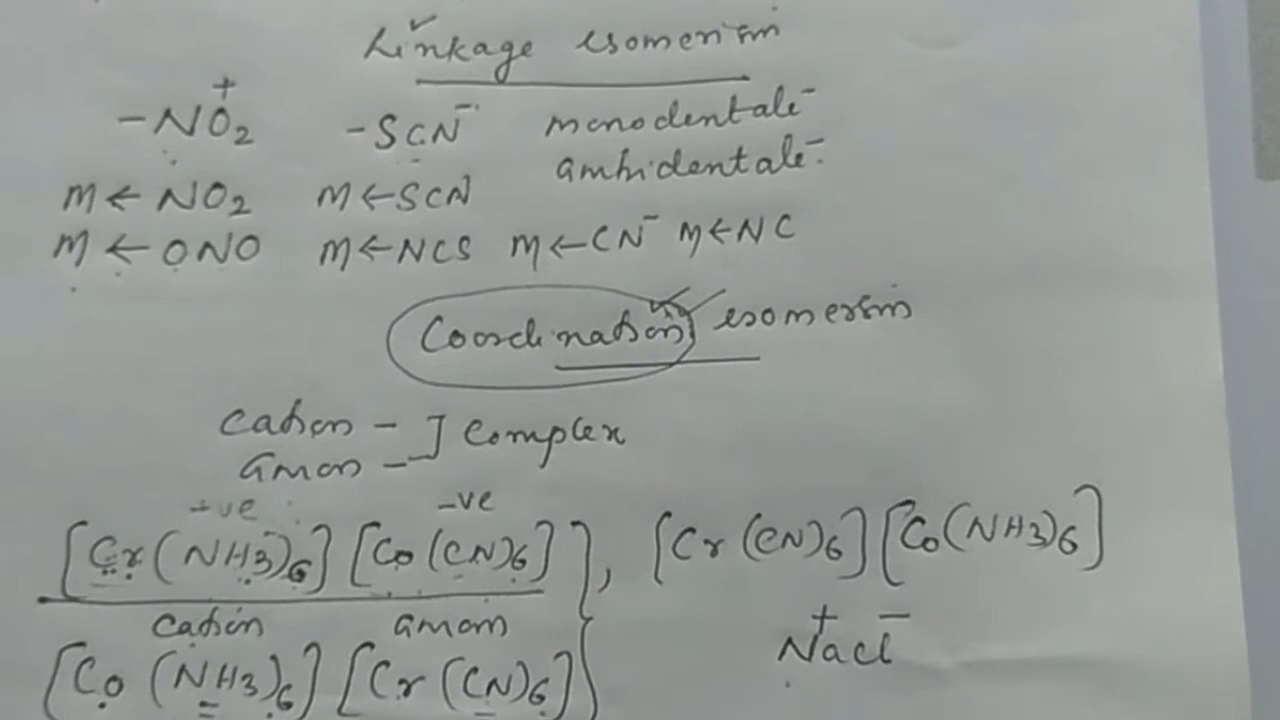 Linkage isomerism
-NO2+ -SCN- monodentate
ambidentate
M←NO2 M←SCN
M←ONO M←NCS M←CN- M←NC
Coordination isomerism
Cation - ] Complex
anion -
+ve -ve
[Cr(NH3)6] [Co(CN)6] , [Cr(CN)6] [Co(NH3)6]
cation anion
+ -
NaCl
[Co(NH3)6] [Cr(CN)6]